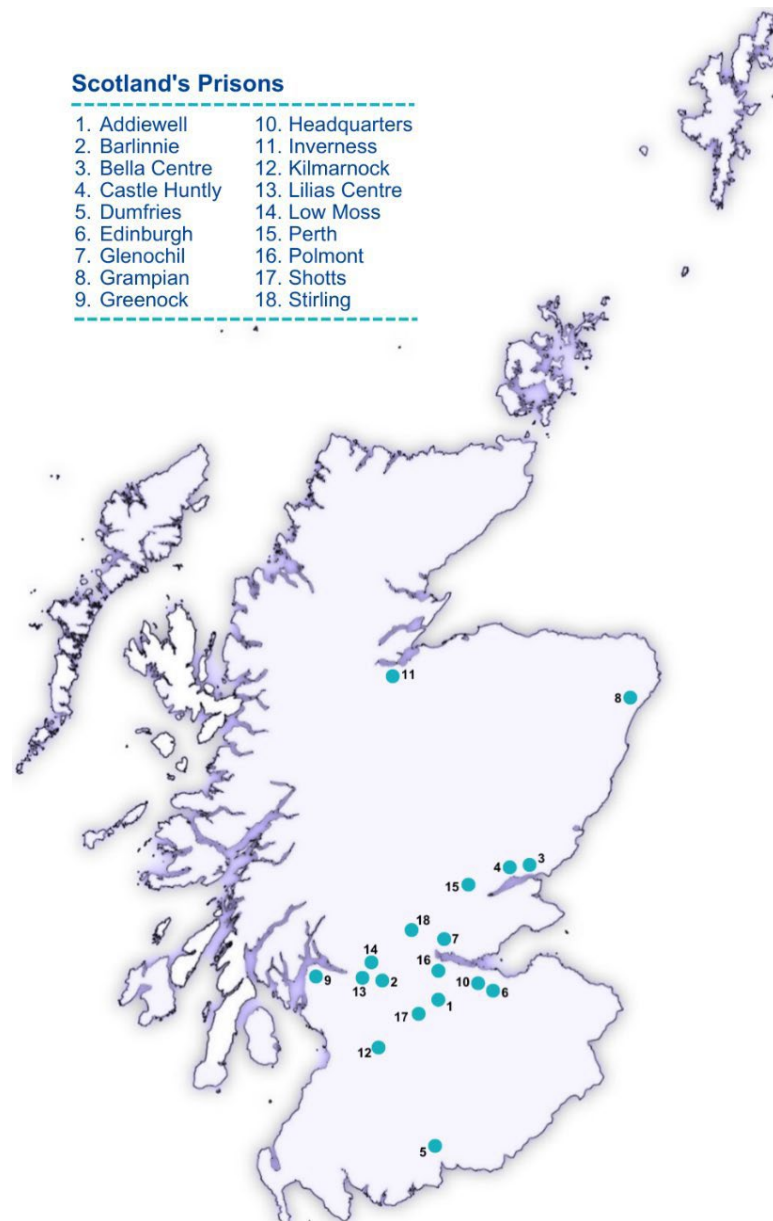 Scotland's Prisons
1. Addiewell
2. Barlinnie
3. Bella Centre
4. Castle Huntly
5. Dumfries
6. Edinburgh
7. Glenochil
8. Grampian
9. Greenock
10. Headquarters
11. Inverness
12. Kilmarnock
13. Lilias Centre
14. Low Moss
15. Perth
16. Polmont
17. Shotts
18. Stirling
11
8
3
4
15
18
7
14
16
9
13
2
10
6
1
17
12
5